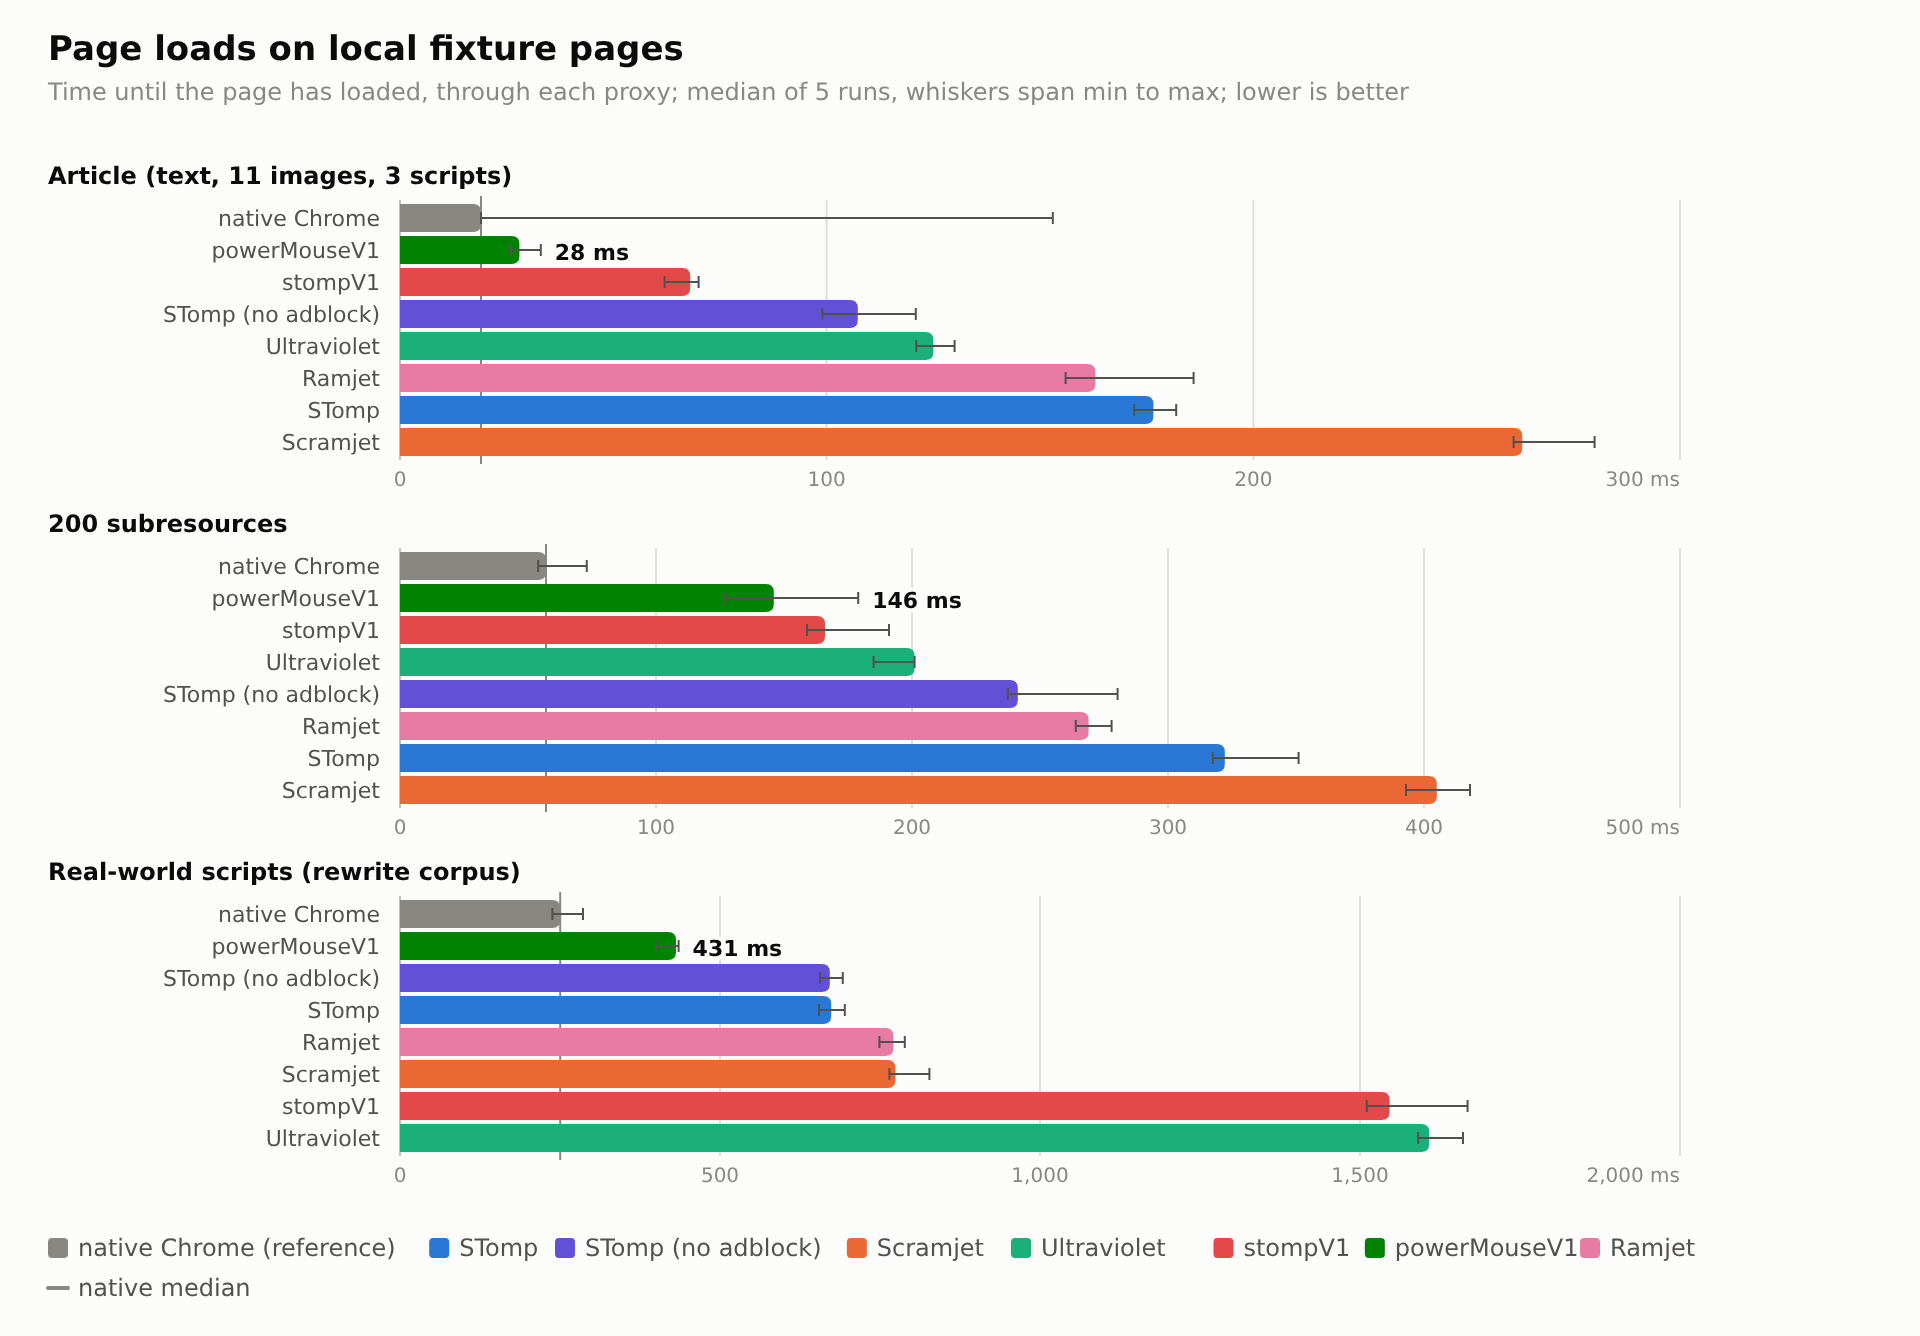 Page loads on local fixture pages
Time until the page has loaded, through each proxy; median of 5 runs, whiskers span min to max; lower is better
Article (text, 11 images, 3 scripts)
native Chrome
powerMouseV1 28 ms
stompV1
STomp (no adblock)
Ultraviolet
Ramjet
STomp
Scramjet
0 100 200 300 ms
200 subresources
native Chrome
powerMouseV1 146 ms
stompV1
Ultraviolet
STomp (no adblock)
Ramjet
STomp
Scramjet
0 100 200 300 400 500 ms
Real-world scripts (rewrite corpus)
native Chrome
powerMouseV1 431 ms
STomp (no adblock)
STomp
Ramjet
Scramjet
stompV1
Ultraviolet
0 500 1,000 1,500 2,000 ms
native Chrome (reference) STomp STomp (no adblock) Scramjet Ultraviolet stompV1 powerMouseV1 Ramjet
native median